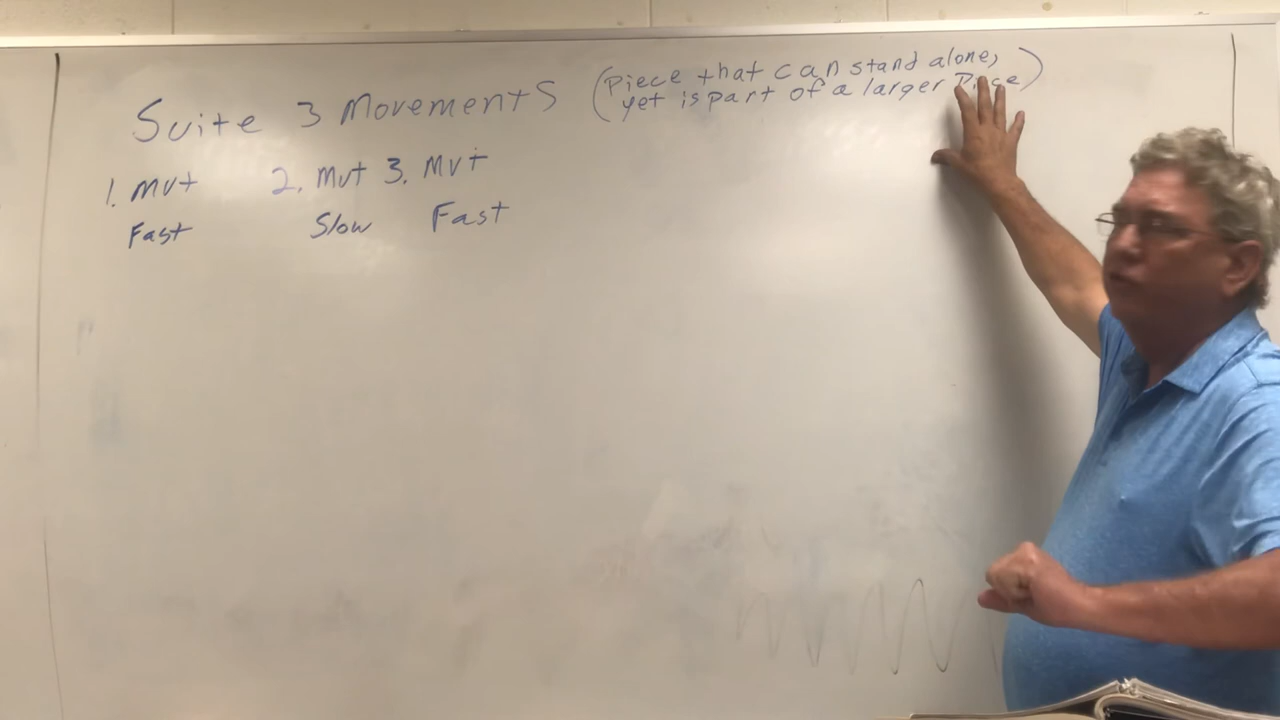 Suite 3 Movements (piece that can stand alone,
yet is part of a larger Piece)
1. Mvt 2. Mvt 3. Mvt
Fast Slow Fast